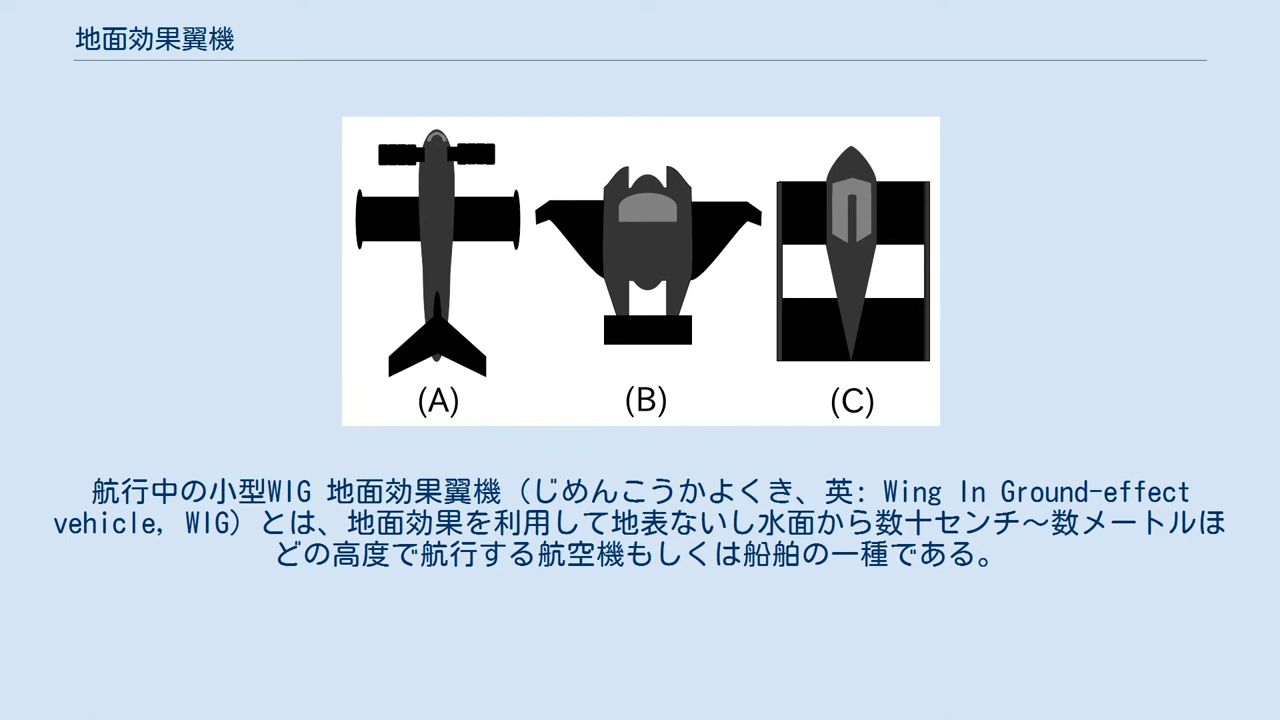 地面効果翼機
(A) (B) (C)
航行中の小型WIG 地面効果翼機（じめんこうかよくき、英: Wing In Ground-effect
vehicle, WIG）とは、地面効果を利用して地表ないし水面から数十センチ～数メートルほ
どの高度で航行する航空機もしくは船舶の一種である。